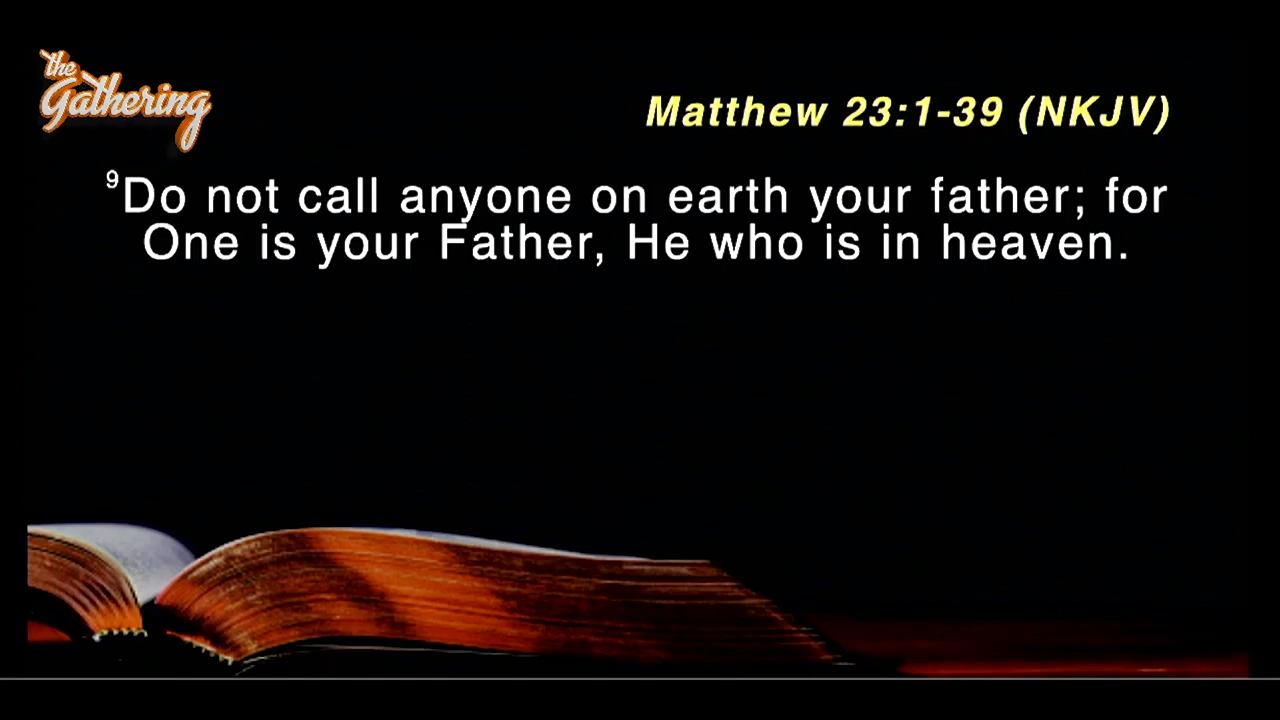 the
Gathering
Matthew 23:1-39 (NKJV)
⁹Do not call anyone on earth your father; for
One is your Father, He who is in heaven.